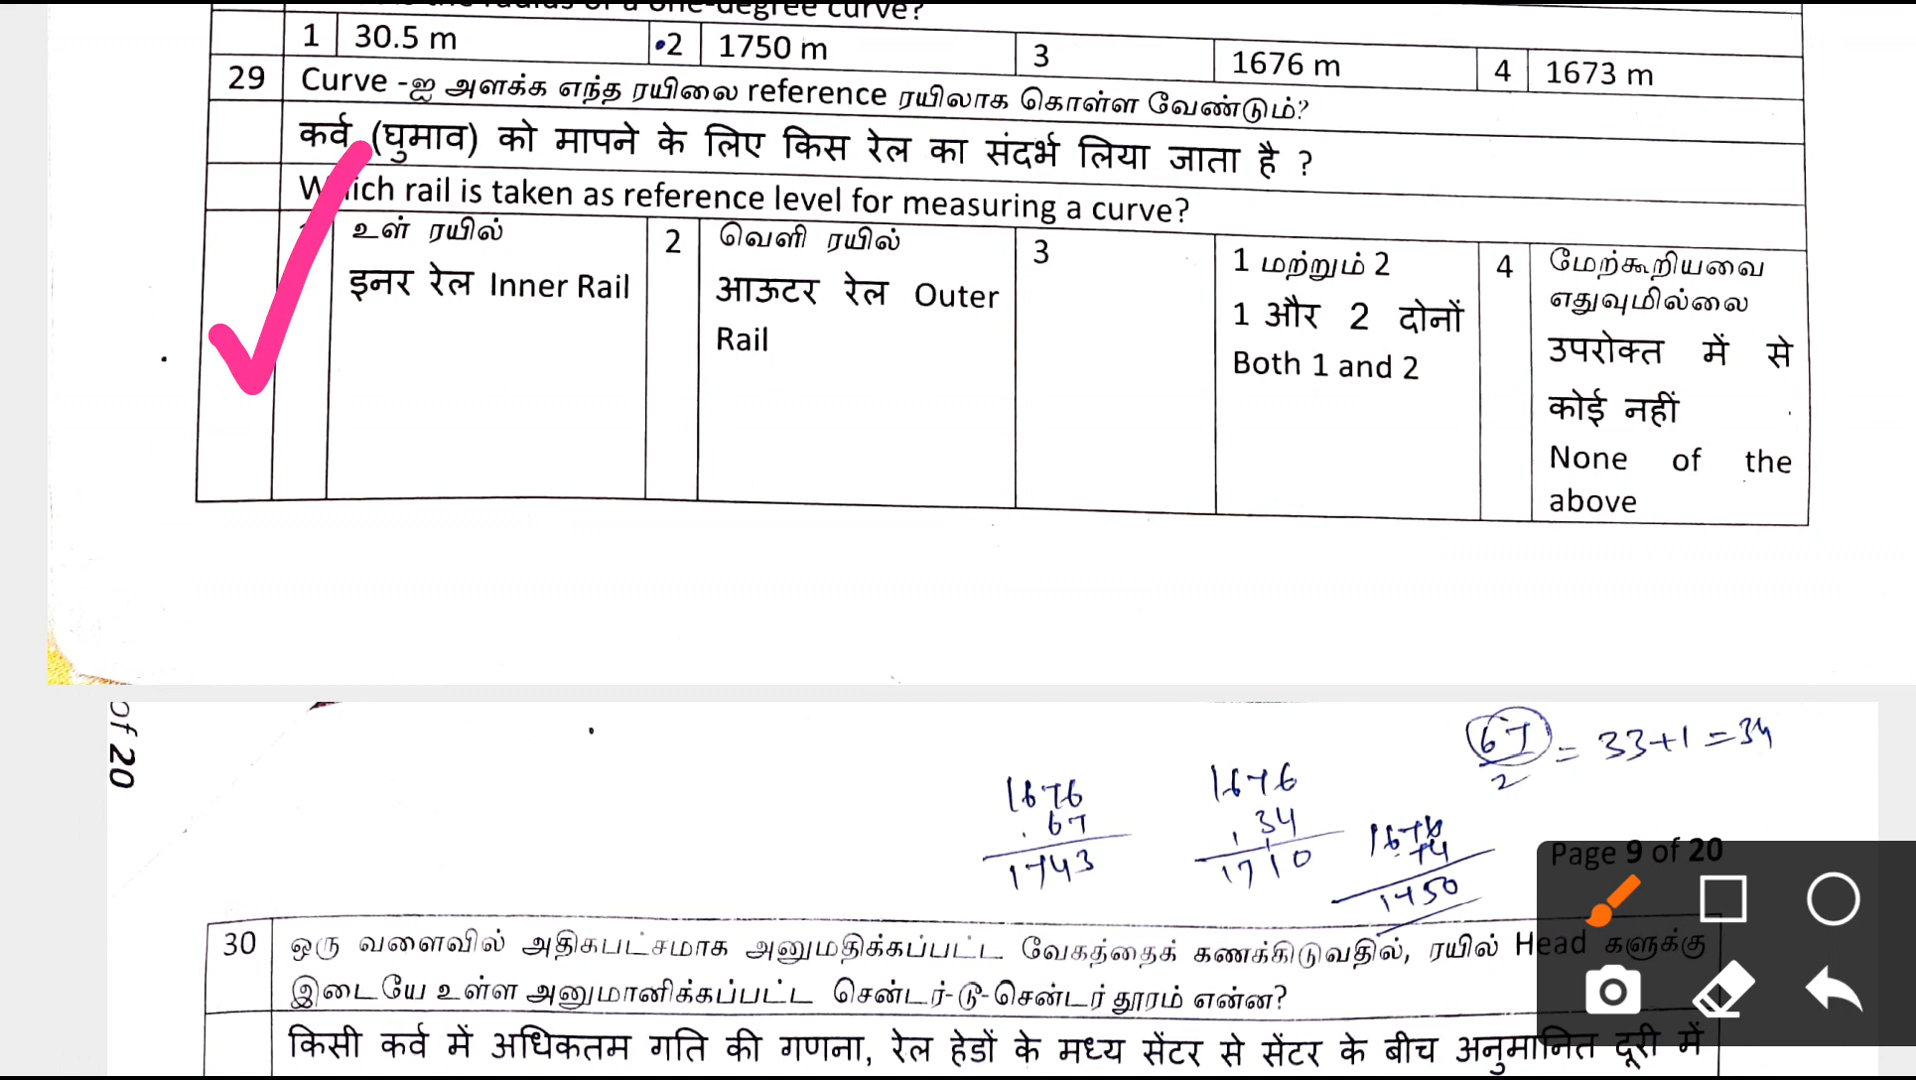 a one-degree curve?
1 30.5 m 2 1750 m 3 1676 m 4 1673 m
29 Curve -ஐ அளக்க எந்த ரயிலை reference ரயிலாக கொள்ள வேண்டும்?
कर्व (घुमाव) को मापने के लिए किस रेल का संदर्भ लिया जाता है ?
Which rail is taken as reference level for measuring a curve?
உள் ரயில்
इनर रेल Inner Rail
2 வெளி ரயில்
आऊटर रेल Outer
Rail
3 1 மற்றும் 2
1 और 2 दोनों
Both 1 and 2
4 மேற்கூறியவை
எதுவுமில்லை
उपरोक्त में से
कोई नहीं
None of the
above
of 20
67
2
= 33+1 = 34
1676
67
1743
1676
34
1710
1676
74
1750
Page 9 of 20
30 ஒரு வளைவில் அதிகபட்சமாக அனுமதிக்கப்பட்ட வேகத்தைக் கணக்கிடுவதில், ரயில் Head களுக்கு
இடையே உள்ள அனுமானிக்கப்பட்ட சென்டர்-டூ-சென்டர் தூரம் என்ன?
किसी कर्व में अधिकतम गति की गणना, रेल हेडों के मध्य सेंटर से सेंटर के बीच अनुमानित दूरी में